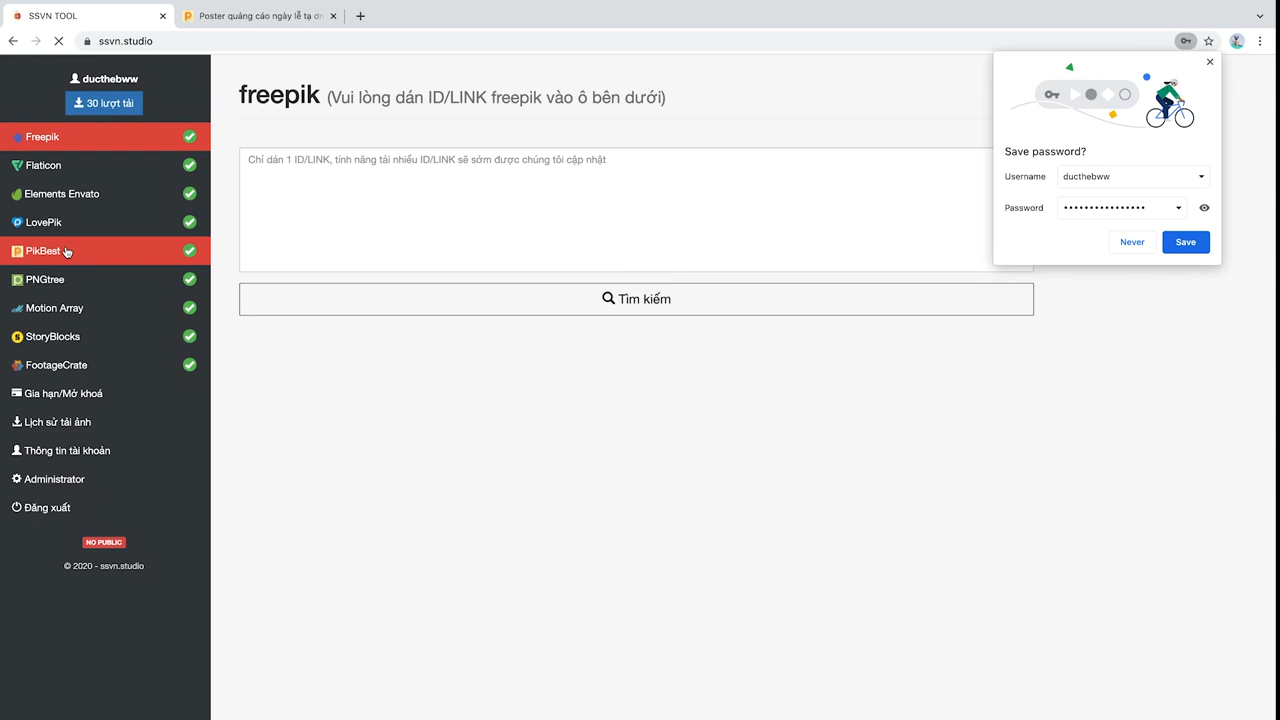 SSVN TOOL
Poster quảng cáo ngày lễ tạ ơn
ssvn.studio
ducthebww
30 lượt tải
Freepik
Flaticon
Elements Envato
LovePik
PikBest
PNGtree
Motion Array
StoryBlocks
FootageCrate
Gia hạn/Mở khoá
Lịch sử tải ảnh
Thông tin tài khoản
Administrator
Đăng xuất
NO PUBLIC
© 2020 - ssvn.studio
freepik (Vui lòng dán ID/LINK freepik vào ô bên dưới)
Chỉ dán 1 ID/LINK, tính năng tải nhiều ID/LINK sẽ sớm được chúng tôi cập nhật
Tìm kiếm
Save password?
Username ducthebww
Password ••••••••••••••••
Never Save